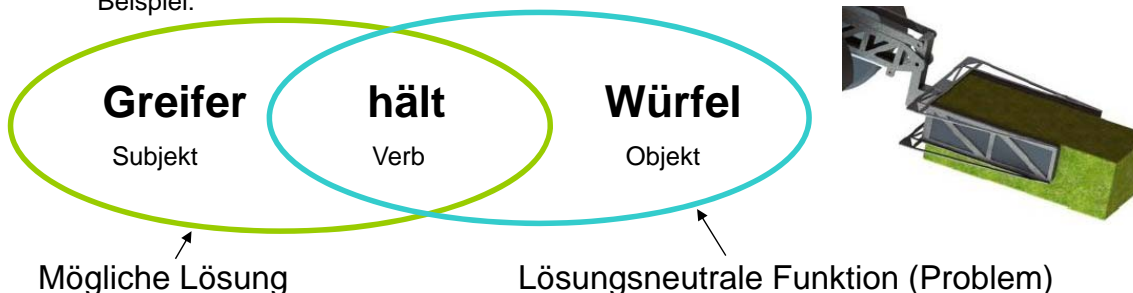 Beispiel:
Greifer hält Würfel
Subjekt Verb Objekt
Mögliche Lösung Lösungsneutrale Funktion (Problem)